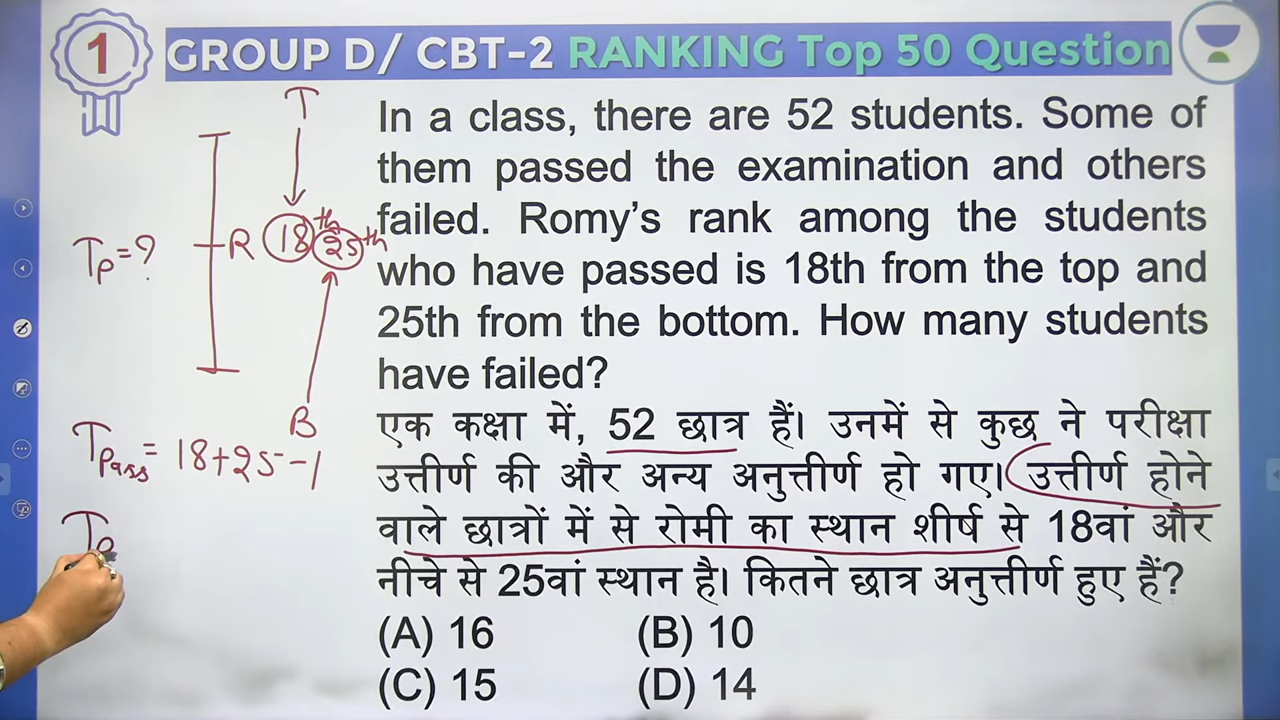 1
GROUP D/ CBT-2 RANKING Top 50 Question
T
R 18th 25th
Tp=?
B
TPass = 18+25-1
Tp
In a class, there are 52 students. Some of
them passed the examination and others
failed. Romy's rank among the students
who have passed is 18th from the top and
25th from the bottom. How many students
have failed?
एक कक्षा में, 52 छात्र हैं। उनमें से कुछ ने परीक्षा
उत्तीर्ण की और अन्य अनुत्तीर्ण हो गए। उत्तीर्ण होने
वाले छात्रों में से रोमी का स्थान शीर्ष से 18वां और
नीचे से 25वां स्थान है। कितने छात्र अनुत्तीर्ण हुए हैं?
(A) 16 (B) 10
(C) 15 (D) 14